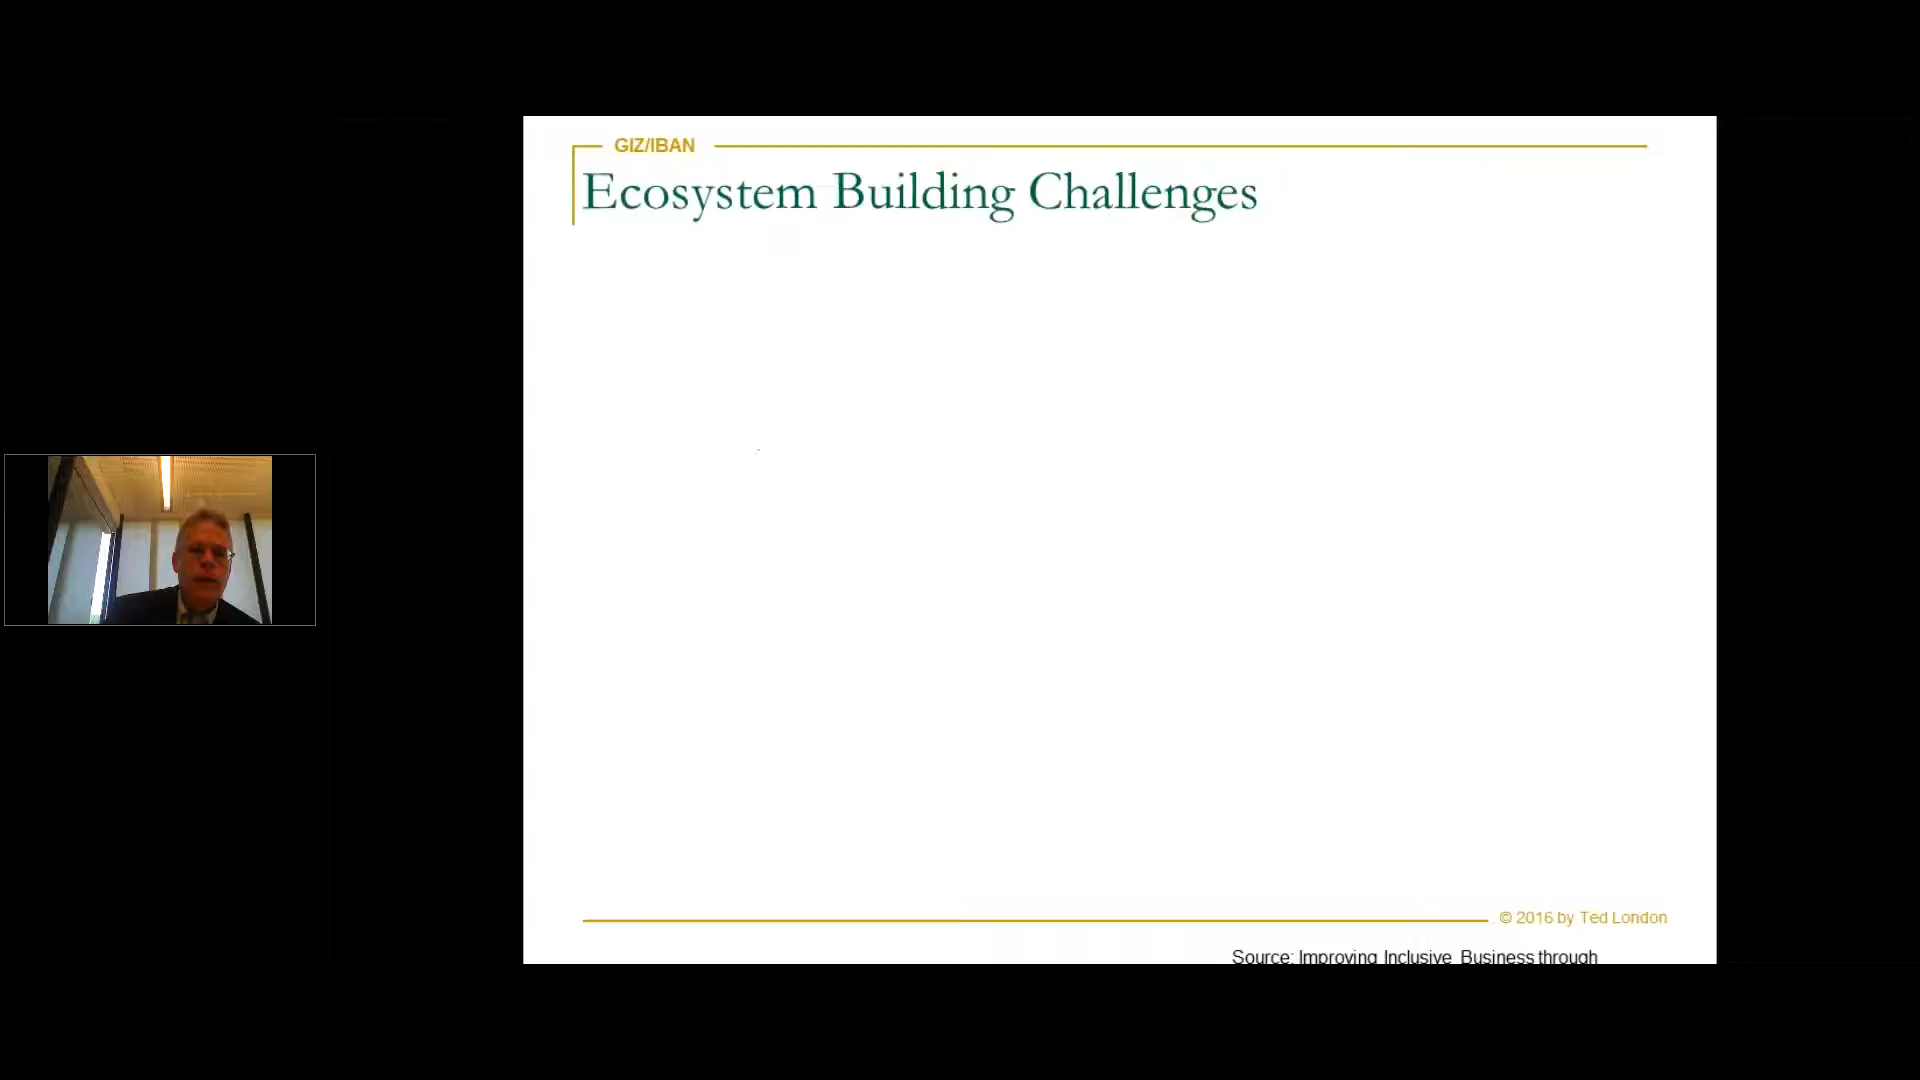 GIZ/IBAN
Ecosystem Building Challenges
© 2016 by Ted London
Source: Improving Inclusive Business through